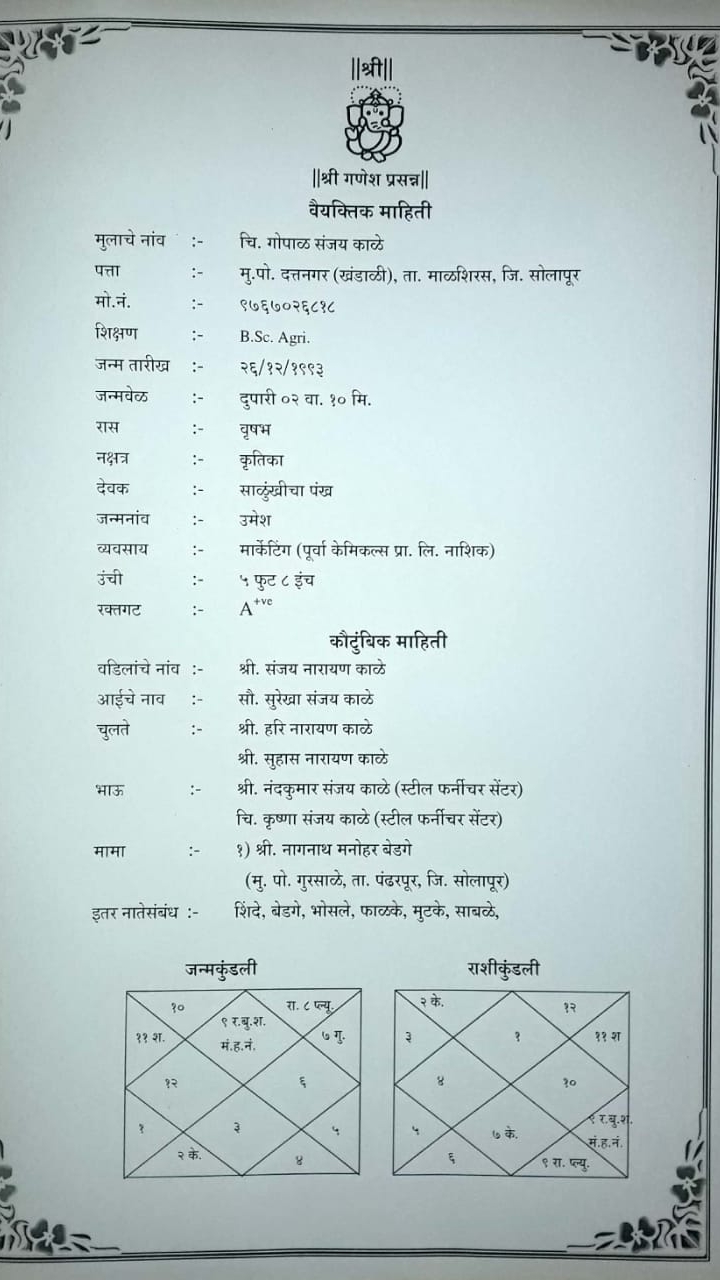 ||श्री||
||श्री गणेश प्रसन्न||
वैयक्तिक माहिती
मुलाचे नांव :- चि. गोपाळ संजय काळे
पत्ता :- मु.पो. दत्तनगर (खंडाळी), ता. माळशिरस, जि. सोलापूर
मो.नं. :- ९७६७०२६८१८
शिक्षण :- B.Sc. Agri.
जन्म तारीख :- २६/१२/१९९३
जन्मवेळ :- दुपारी ०२ वा. १० मि.
रास :- वृषभ
नक्षत्र :- कृतिका
देवक :- साळुंखीचा पंख
जन्मनांव :- उमेश
व्यवसाय :- मार्केटिंग (पूर्वा केमिकल्स प्रा. लि. नाशिक)
उंची :- ५ फुट ८ इंच
रक्तगट :- A+ve
कौटुंबिक माहिती
वडिलांचे नांव :- श्री. संजय नारायण काळे
आईचे नाव :- सौ. सुरेखा संजय काळे
चुलते :- श्री. हरि नारायण काळे
श्री. सुहास नारायण काळे
भाऊ :- श्री. नंदकुमार संजय काळे (स्टील फर्नीचर सेंटर)
चि. कृष्णा संजय काळे (स्टील फर्नीचर सेंटर)
मामा :- १) श्री. नागनाथ मनोहर बेडगे
(मु. पो. गुरसाळे, ता. पंढरपूर, जि. सोलापूर)
इतर नातेसंबंध :- शिंदे, बेडगे, भोसले, फाळके, मुटके, साबळे,
जन्मकुंडली
१०
रा. ८ प्ल्यू.
९ र.बु.श.
मं.ह.नं.
११ श.
७ गु.
१२
६
१
३
५
२ के.
४
राशीकुंडली
२ के.
१२
३
१
११ श
४
१०
५
७ के.
९ र.बु.श.
मं.ह.नं.
६
९ रा. प्ल्यू.